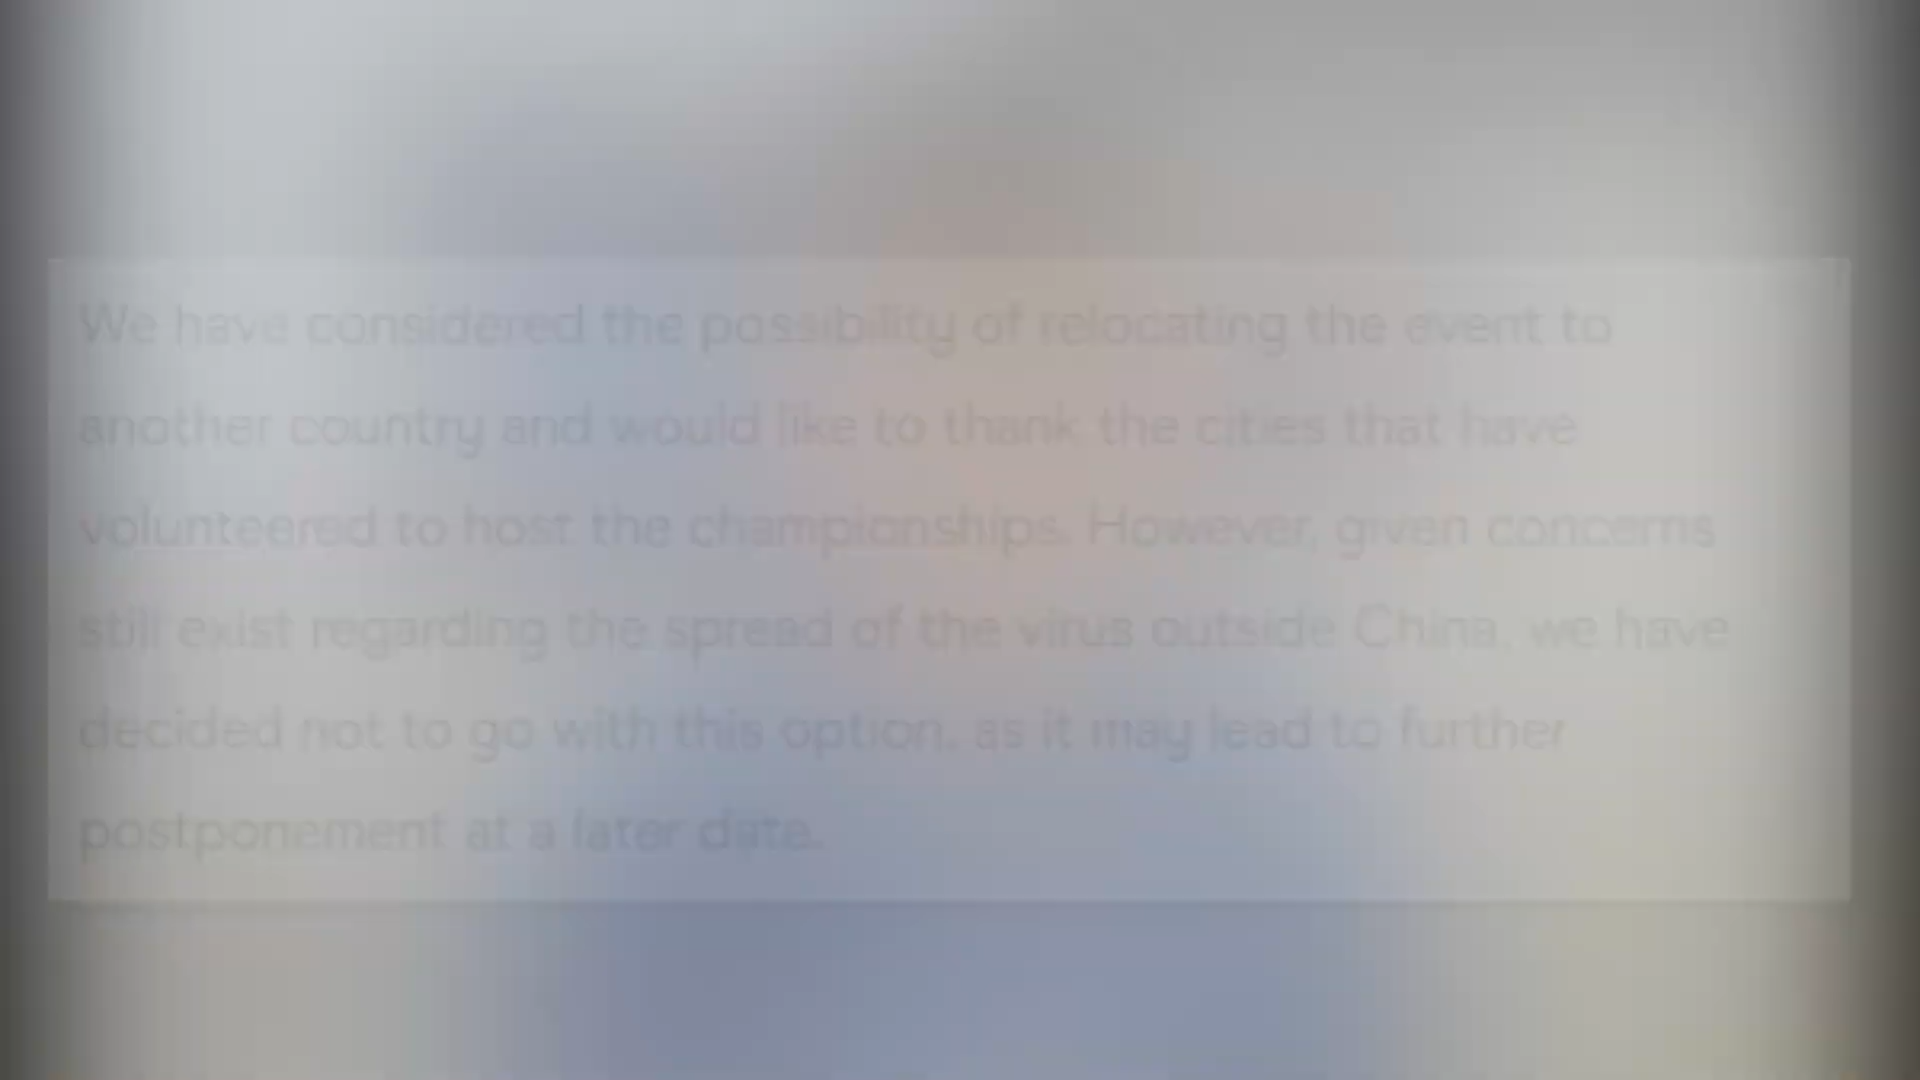 We have considered the possibility of relocating the event to
another country and would like to thank the cities that have
volunteered to host the championships. However, given concerns
still exist regarding the spread of the virus outside China, we have
decided not to go with this option, as it may lead to further
postponement at a later date.